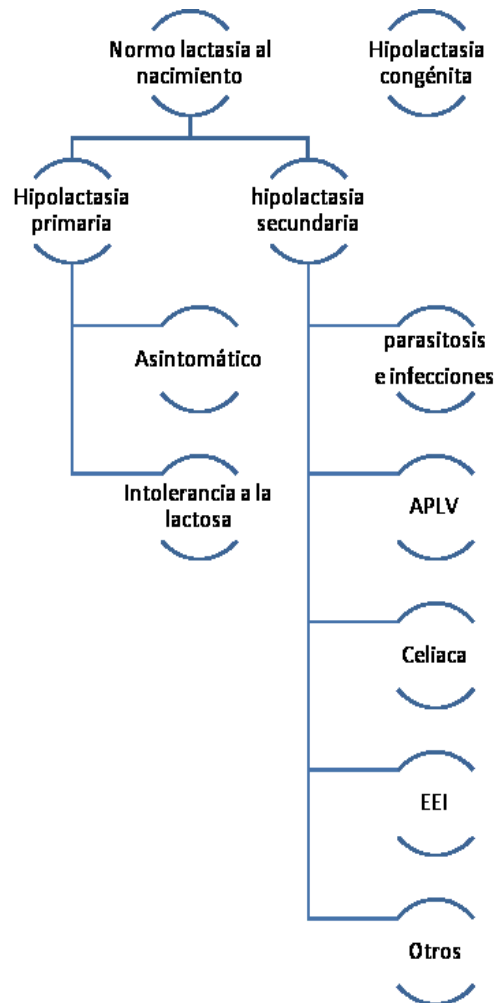 Normo lactasia al
nacimiento
Hipolactasia
congénita
Hipolactasia
primaria
hipolactasia
secundaria
Asintomático
Intolerancia a la
lactosa
parasitosis
e infecciones
APLV
Celiaca
EEI
Otros